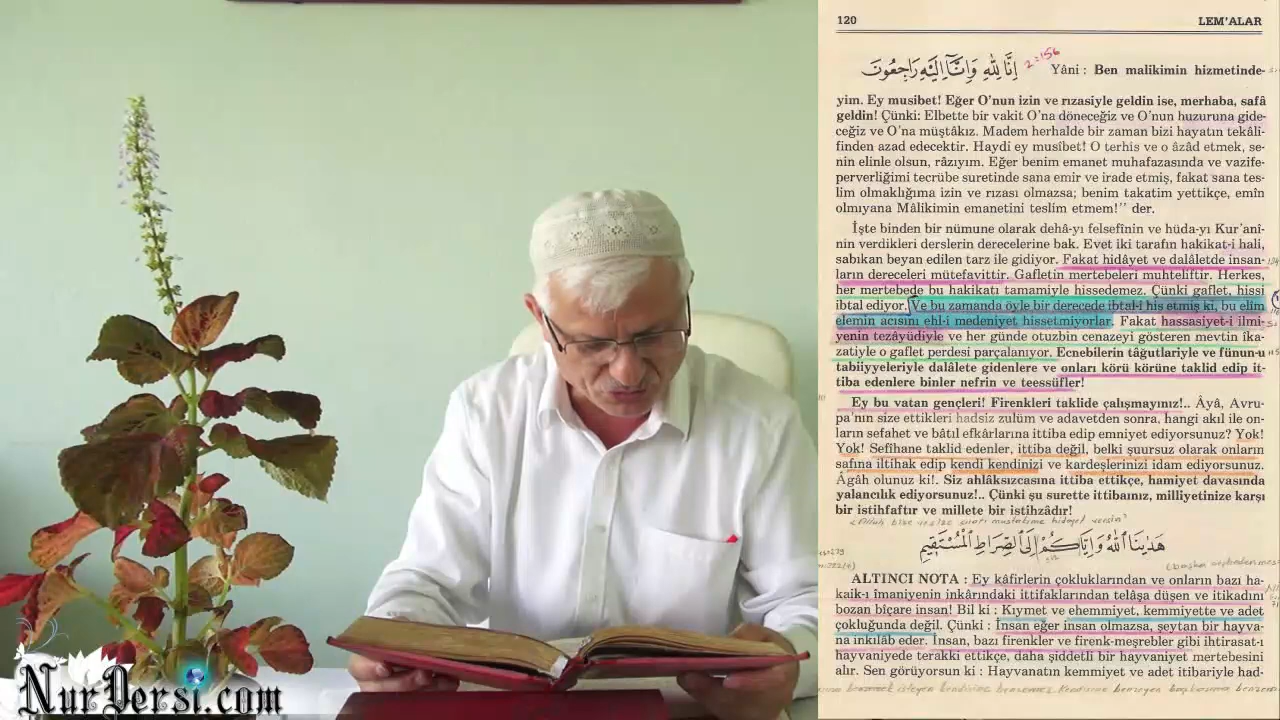 120 LEM'ALAR
اِنَّا لِلّٰهِ وَاِنَّٓا اِلَيْهِ رَاجِعُونَ 2:156 Yâni : Ben malikimin hizmetinde-
yim. Ey musibet! Eğer O'nun izin ve rızasiyle geldin ise, merhaba, safâ
geldin! Çünki: Elbette bir vakit O'na döneceğiz ve O'nun huzuruna gide-
ceğiz ve O'na müştâkız. Madem herhalde bir zaman bizi hayatın tekâli-
finden azad edecektir. Haydi ey musîbet! O terhis ve o âzâd etmek, se-
nin elinle olsun, râzıyım. Eğer benim emanet muhafazasında ve vazife-
perverliğimi tecrübe suretinde sana emir ve irade etmiş, fakat sana tes-
lim olmaklığıma izin ve rızası olmazsa; benim takatim yettikçe, emîn
olmıyana Mâlikimin emanetini teslim etmem!'' der.
İşte binden bir nümune olarak dehâ-yı felsefînin ve hüda-yı Kur'anî-
nin verdikleri derslerin derecelerine bak. Evet iki tarafın hakikat-i hali,
sabıkan beyan edilen tarz ile gidiyor. Fakat hidâyet ve dalâletde insan-
ların dereceleri mütefavittir. Gafletin mertebeleri muhteliftir. Herkes,
her mertebede bu hakikatı tamamiyle hissedemez. Çünki gaflet, hissi
ibtal ediyor. Ve bu zamanda öyle bir derecede ibtal-i his etmiş ki, bu elîm
elemin acısını ehl-i medeniyet hissetmiyorlar. Fakat hassasiyet-i ilmi-
yenin tezâyüdiyle ve her günde otuzbin cenazeyi gösteren mevtin îka-
zatiyle o gaflet perdesi parçalanıyor. Ecnebilerin tâgutlariyle ve fünun-u
tabiiyyeleriyle dalâlete gidenlere ve onları körü körüne taklid edip it-
tiba edenlere binler nefrin ve teessüfler!
Ey bu vatan gençleri! Firenkleri taklide çalışmayınız!.. Âyâ, Avru-
pa'nın size ettikleri hadsiz zulüm ve adavetden sonra, hangi akıl ile on-
ların sefahet ve bâtıl efkârlarına ittiba edip emniyet ediyorsunuz? Yok!
Yok! Sefihane taklid edenler, ittiba değil, belki şuursuz olarak onların
safına iltihak edip kendi kendinizi ve kardeşlerinizi idam ediyorsunuz.
Âgâh olunuz ki!. Siz ahlâksızcasına ittiba ettikçe, hamiyet davasında
yalancılık ediyorsunuz!.. Çünki şu surette ittibaınız, milliyetinize karşı
bir istihfaftır ve millete bir istihzâdır!
هَدٰينَا اللّٰهُ وَاِيَّاكُمْ اِلَى الصِّرَاطِ الْمُسْتَقِيمِ
ALTINCI NOTA : Ey kâfirlerin çokluklarından ve onların bazı ha-
kaik-ı imaniyenin inkârındaki ittifaklarından telâşa düşen ve itikadını
bozan bîçare insan! Bil ki : Kıymet ve ehemmiyet, kemmiyette ve adet
çokluğunda değil. Çünki : İnsan eğer insan olmazsa, şeytan bir hayva-
na inkılâb eder. İnsan, bazı firenkler ve firenk-meşrebler gibi ihtirasat-ı
hayvaniyede terakki ettikçe, daha şiddetli bir hayvaniyet mertebesini
alır. Sen görüyorsun ki : Hayvanatın kemmiyet ve adet itibariyle had-
NurDersi.com